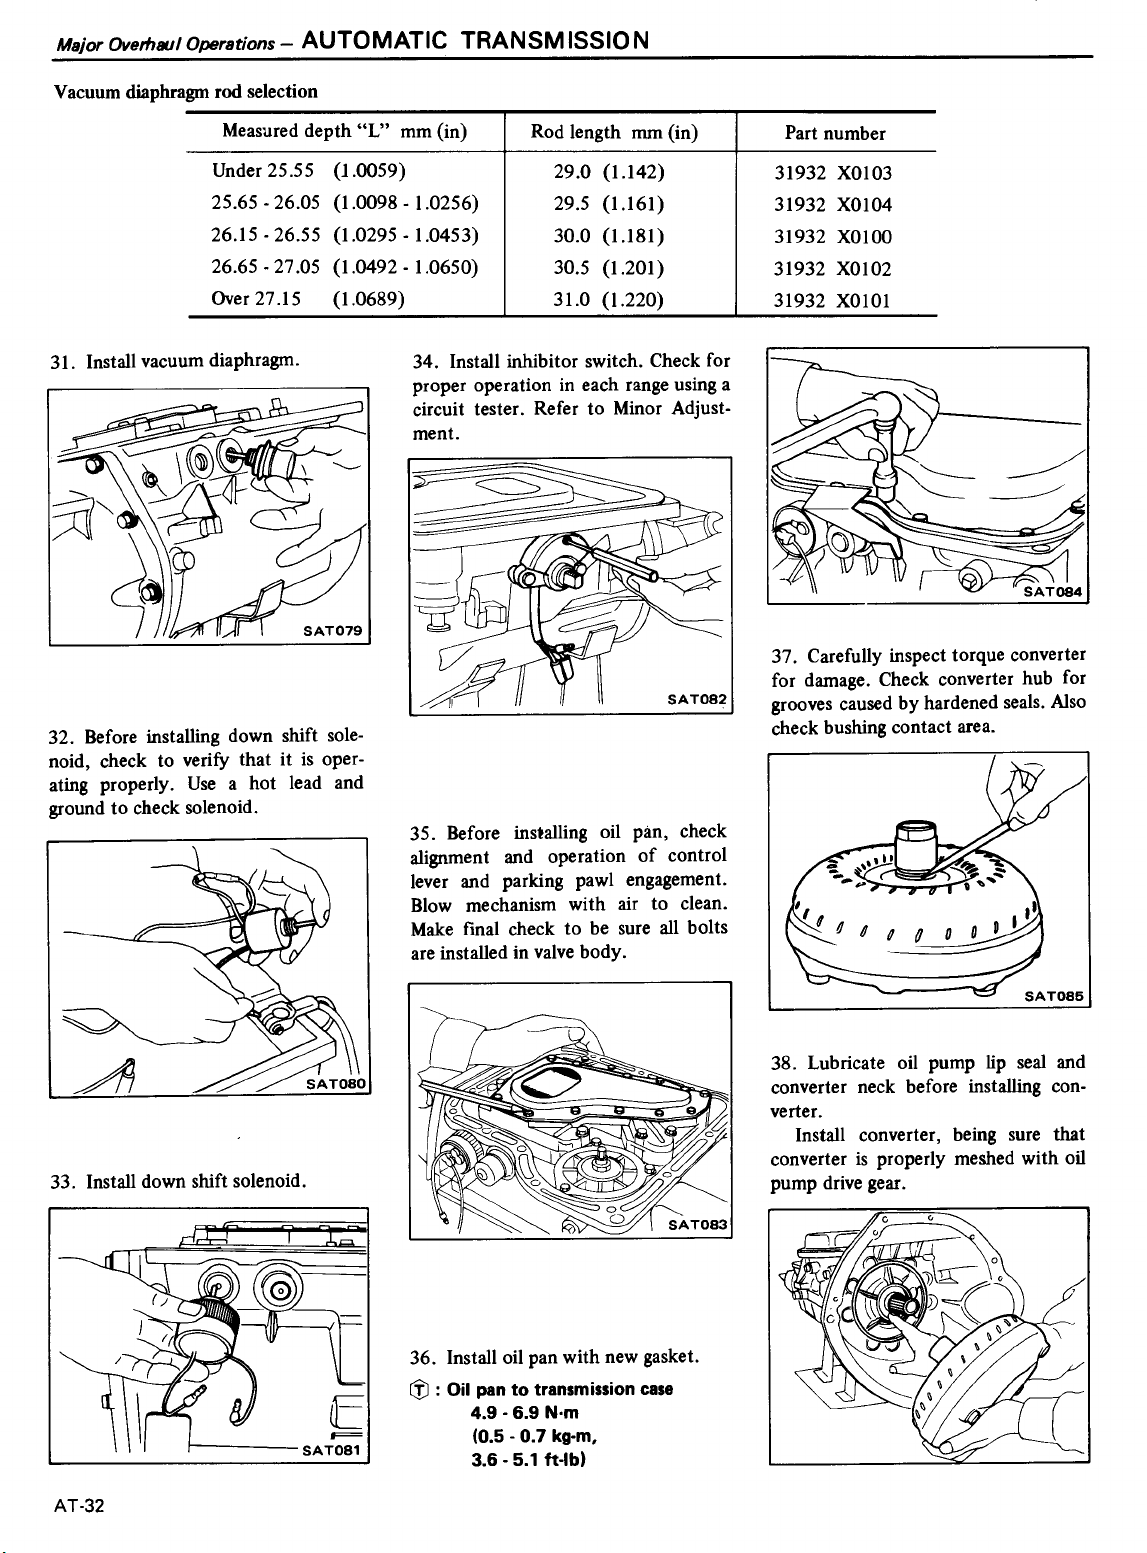 Major Overhaul Operations – AUTOMATIC TRANSMISSION
Vacuum diaphragm rod selection
Measured depth “L” mm (in) Rod length mm (in) Part number
Under 25.55 (1.0059) 29.0 (1.142) 31932 X0103
25.65 - 26.05 (1.0098 - 1.0256) 29.5 (1.161) 31932 X0104
26.15 - 26.55 (1.0295 - 1.0453) 30.0 (1.181) 31932 X0100
26.65 - 27.05 (1.0492 - 1.0650) 30.5 (1.201) 31932 X0102
Over 27.15 (1.0689) 31.0 (1.220) 31932 X0101
31. Install vacuum diaphragm.
SAT079
32. Before installing down shift sole-
noid, check to verify that it is oper-
ating properly. Use a hot lead and
ground to check solenoid.
SAT080
33. Install down shift solenoid.
SAT081
34. Install inhibitor switch. Check for
proper operation in each range using a
circuit tester. Refer to Minor Adjust-
ment.
SAT082
35. Before installing oil pan, check
alignment and operation of control
lever and parking pawl engagement.
Blow mechanism with air to clean.
Make final check to be sure all bolts
are installed in valve body.
SAT083
36. Install oil pan with new gasket.
Ⓣ : Oil pan to transmission case
4.9 - 6.9 N·m
(0.5 - 0.7 kg-m,
3.6 - 5.1 ft-lb)
SAT084
37. Carefully inspect torque converter
for damage. Check converter hub for
grooves caused by hardened seals. Also
check bushing contact area.
SAT085
38. Lubricate oil pump lip seal and
converter neck before installing con-
verter.
Install converter, being sure that
converter is properly meshed with oil
pump drive gear.
AT-32